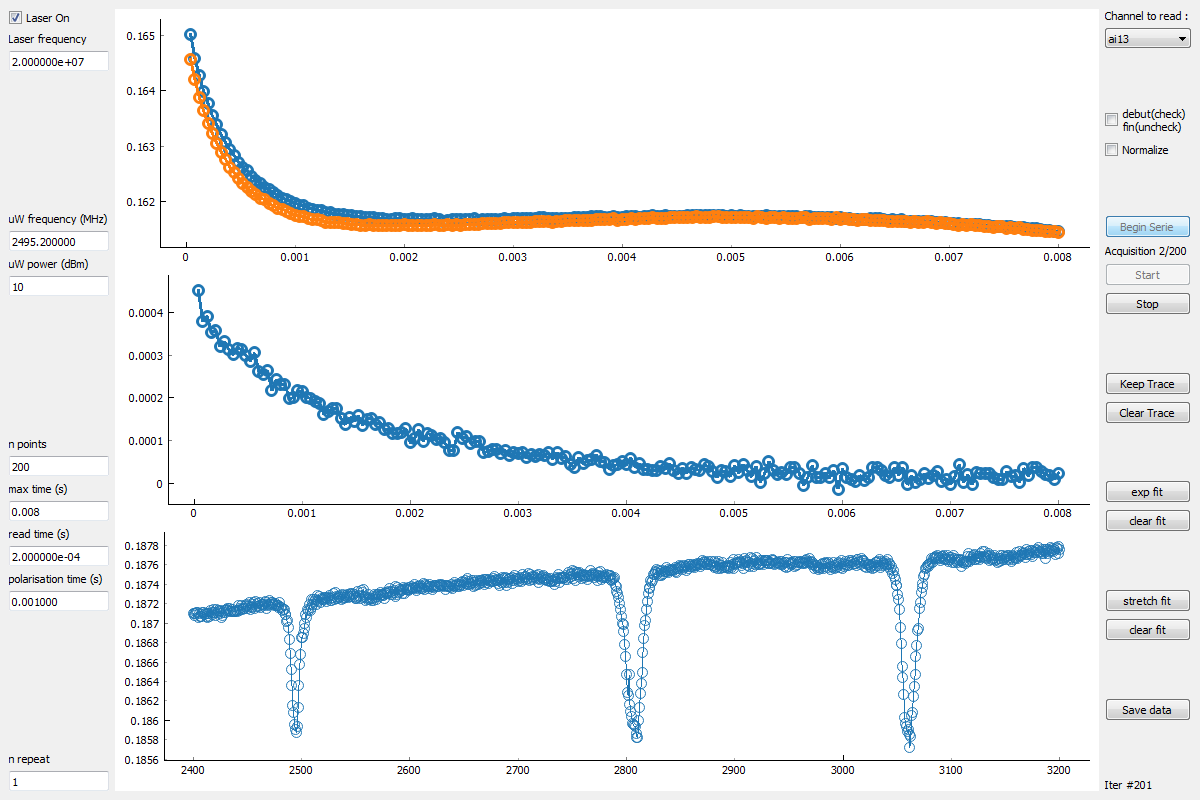 Laser On
Laser frequency
2.000000e+07
uW frequency (MHz)
2495.200000
uW power (dBm)
10
n points
200
max time (s)
0.008
read time (s)
2.000000e-04
polarisation time (s)
0.001000
n repeat
1
0.165
0.164
0.163
0.162
0 0.001 0.002 0.003 0.004 0.005 0.006 0.007 0.008
0.0004
0.0003
0.0002
0.0001
0
0 0.001 0.002 0.003 0.004 0.005 0.006 0.007 0.008
0.1878
0.1876
0.1874
0.1872
0.187
0.1868
0.1866
0.1864
0.1862
0.186
0.1858
0.1856
2400 2500 2600 2700 2800 2900 3000 3100 3200
Channel to read :
ai13
debut(check)
fin(uncheck)
Normalize
Begin Serie
Acquisition 2/200
Start
Stop
Keep Trace
Clear Trace
exp fit
clear fit
stretch fit
clear fit
Save data
Iter #201